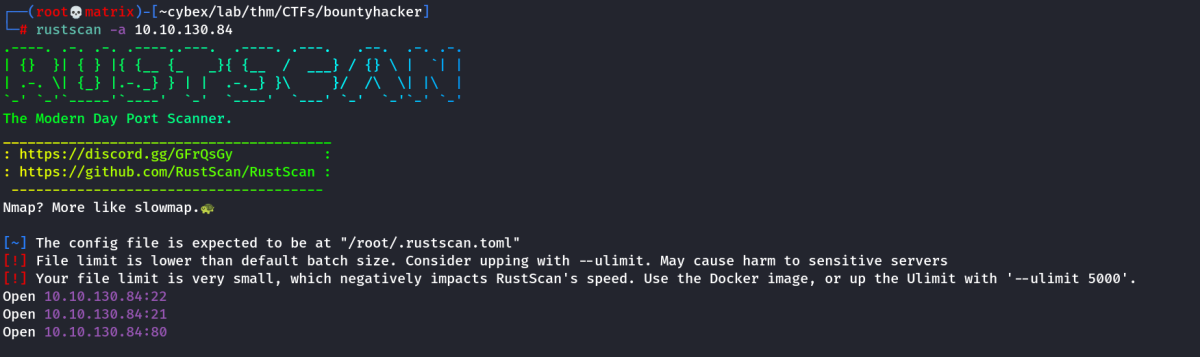 ┌──(root💀matrix)-[~cybex/lab/thm/CTFs/bountyhacker]
└─# rustscan -a 10.10.130.84
.----. .-. .-. .----..---.  .----. .---.   .--.  .-. .-.
| {}  }| { } |{ {__ {_   _}{ {__  /  ___} / {} \ |  `| |
| .-. \| {_} |.-._} } | |  .-._} }\     }/  /\  \| |\  |
`-' `-'`-----'`----'  `-'  `----'  `---' `-'  `-'`-' `-'
The Modern Day Port Scanner.
________________________________________
: https://discord.gg/GFrQsGy           :
: https://github.com/RustScan/RustScan :
 --------------------------------------
Nmap? More like slowmap.🐢
[~] The config file is expected to be at "/root/.rustscan.toml"
[!] File limit is lower than default batch size. Consider upping with --ulimit. May cause harm to sensitive servers
[!] Your file limit is very small, which negatively impacts RustScan's speed. Use the Docker image, or up the Ulimit with '--ulimit 5000'.
Open 10.10.130.84:22
Open 10.10.130.84:21
Open 10.10.130.84:80